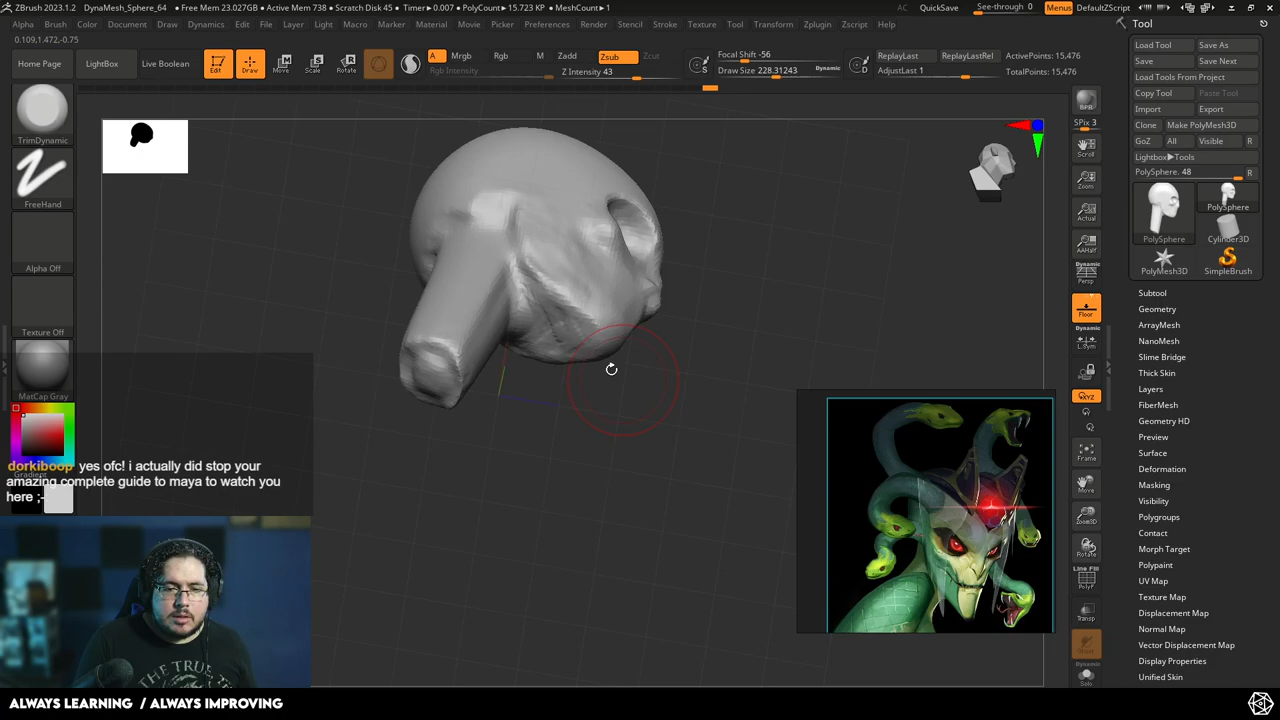 ZBrush 2023.1.2
DynaMesh_Sphere_64
• Free Mem 23.027GB • Active Mem 738 • Scratch Disk 45 • Timer▶0.007 • PolyCount▶15.723 KP • MeshCount▶1
AC
QuickSave
See-through 0
Menus
DefaultZScript
Alpha Brush Color Document Draw Dynamics Edit File Layer Light Macro Marker Material Movie Picker Preferences Render Stencil Stroke Texture Tool Transform Zplugin Zscript Help
0.109,1.472,-0.75
Home Page
LightBox
Live Boolean
Edit
Draw
Move
Scale
Rotate
A
Mrgb
Rgb
M
Zadd
Zsub
Zcut
Rgb Intensity
Z Intensity 43
S
Focal Shift -56
Draw Size 228.31243
Dynamic
D
ReplayLast
ReplayLastRel
AdjustLast 1
ActivePoints: 15,476
TotalPoints: 15,476
TrimDynamic
FreeHand
Alpha Off
Texture Off
MatCap Gray
Gradient
dorkiboop yes ofc! i actually did stop your
amazing complete guide to maya to watch you
here ;-
BPR
SPix 3
Scroll
Zoom
Actual
AAHalf
Dynamic
Persp
Floor
Dynamic
L.Sym
XYZ
Frame
Move
Zoom3D
Rotate
Line Fill
PolyF
Transp
Dynamic
Solo
Tool
Load Tool
Save As
Save
Save Next
Load Tools From Project
Copy Tool
Paste Tool
Import
Export
Clone
Make PolyMesh3D
GoZ
All
Visible
R
Lightbox▶Tools
PolySphere. 48
R
PolySphere
PolySphere
Cylinder3D
PolyMesh3D
SimpleBrush
Subtool
Geometry
ArrayMesh
NanoMesh
Slime Bridge
Thick Skin
Layers
FiberMesh
Geometry HD
Preview
Surface
Deformation
Masking
Visibility
Polygroups
Contact
Morph Target
Polypaint
UV Map
Texture Map
Displacement Map
Normal Map
Vector Displacement Map
Display Properties
Unified Skin
THE TRUTH
ALWAYS LEARNING / ALWAYS IMPROVING